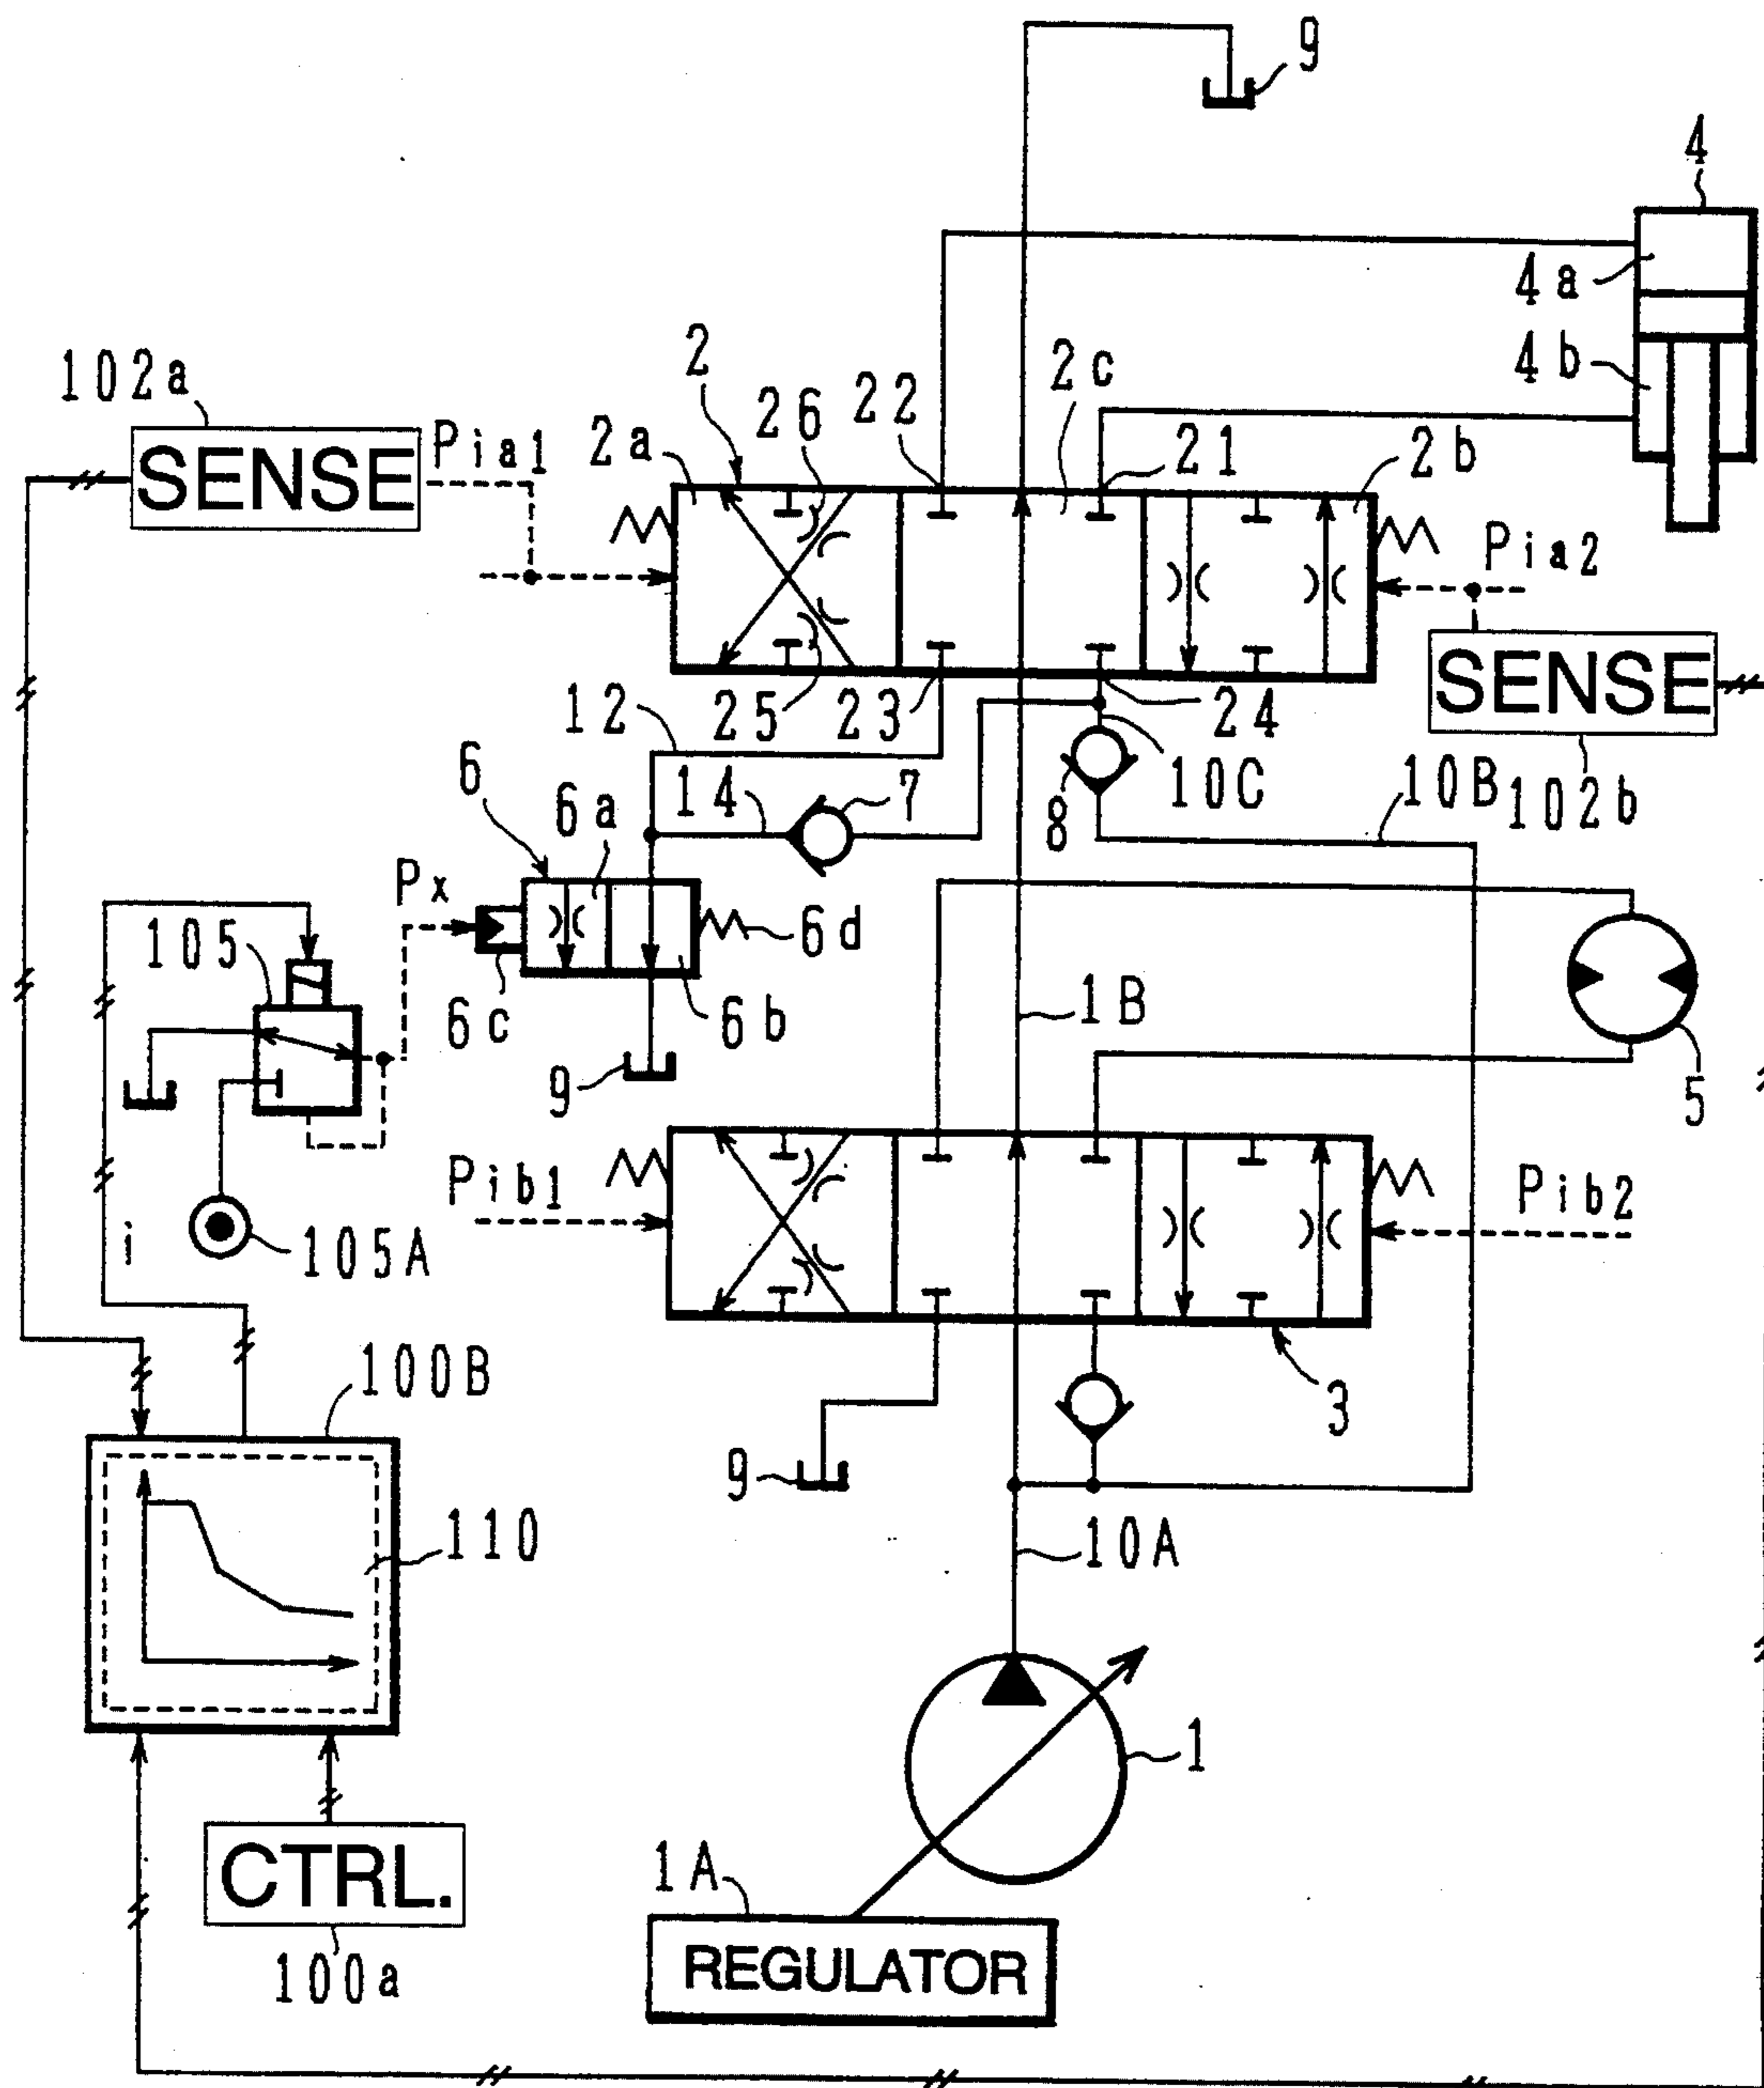 9
4
4a
4b
102a
SENSE
Pia1
2
2a
26
22
2c
21
2b
Pia2
SENSE
102b
12
25
23
24
6
6a
14
7
8
10C
10B
Px
105
6c
6b
6d
9
1B
5
Pib1
Pib2
i
105A
100B
3
9
110
10A
1
1A
CTRL.
100a
REGULATOR